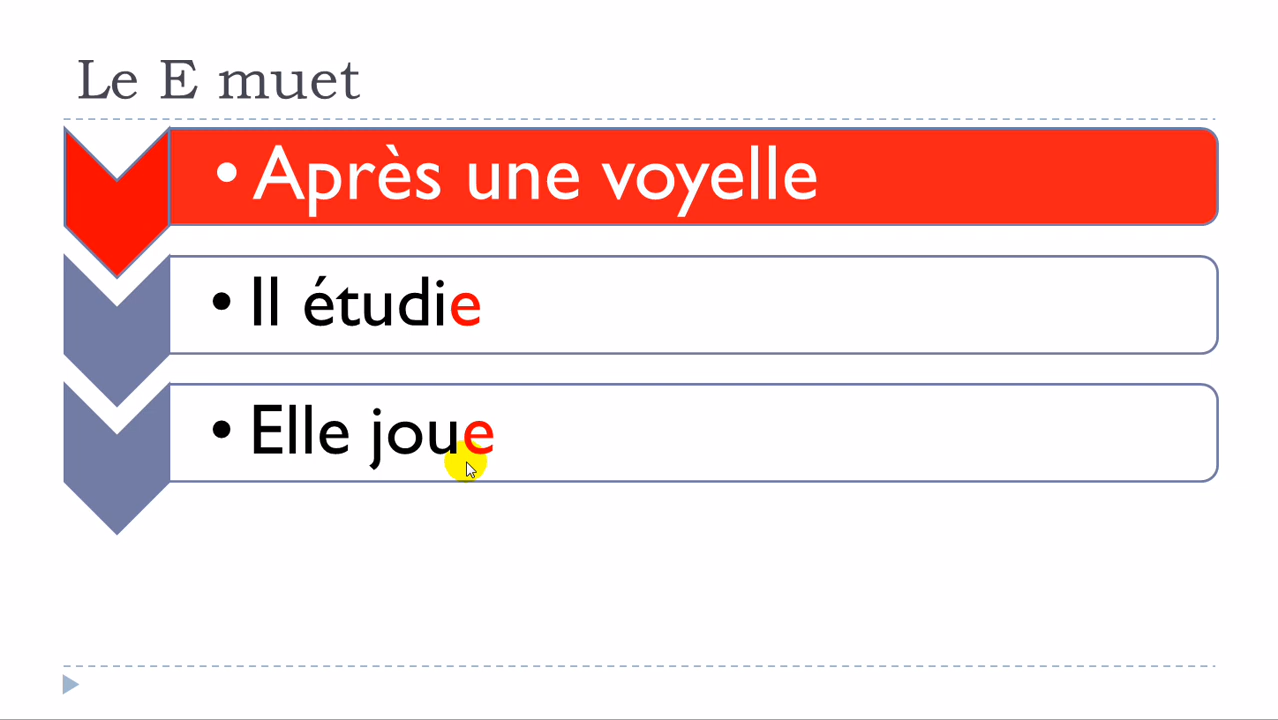 Le E muet
• Après une voyelle
• Il étudie
• Elle joue